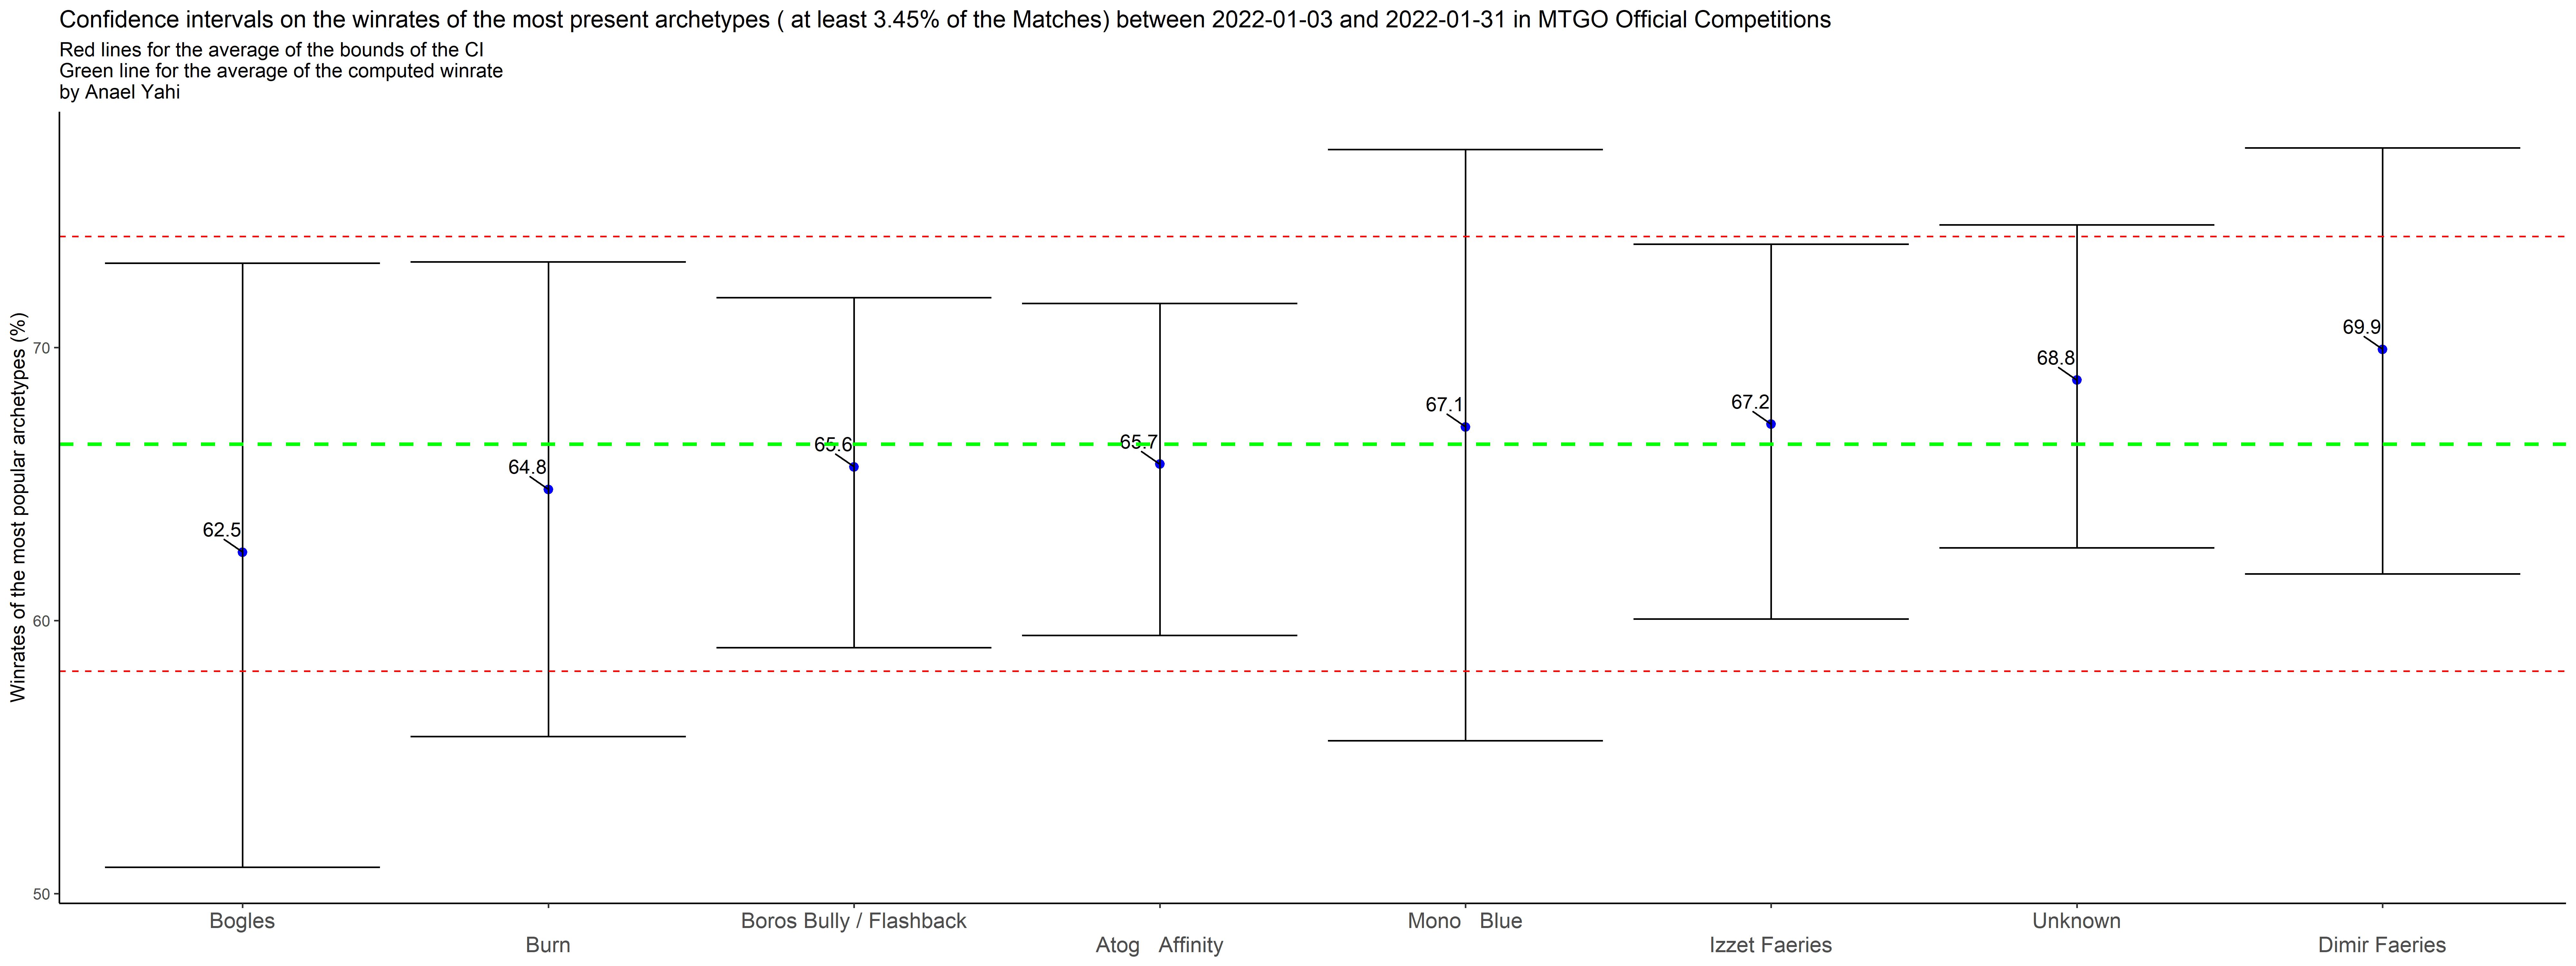 Confidence intervals on the winrates of the most present archetypes ( at least 3.45% of the Matches) between 2022-01-03 and 2022-01-31 in MTGO Official Competitions
Red lines for the average of the bounds of the CI
Green line for the average of the computed winrate
by Anael Yahi
Winrates of the most popular archetypes (%)
70
60
50
62.5
64.8
65.6
65.7
67.1
67.2
68.8
69.9
Bogles
Burn
Boros Bully / Flashback
Atog Affinity
Mono Blue
Izzet Faeries
Unknown
Dimir Faeries